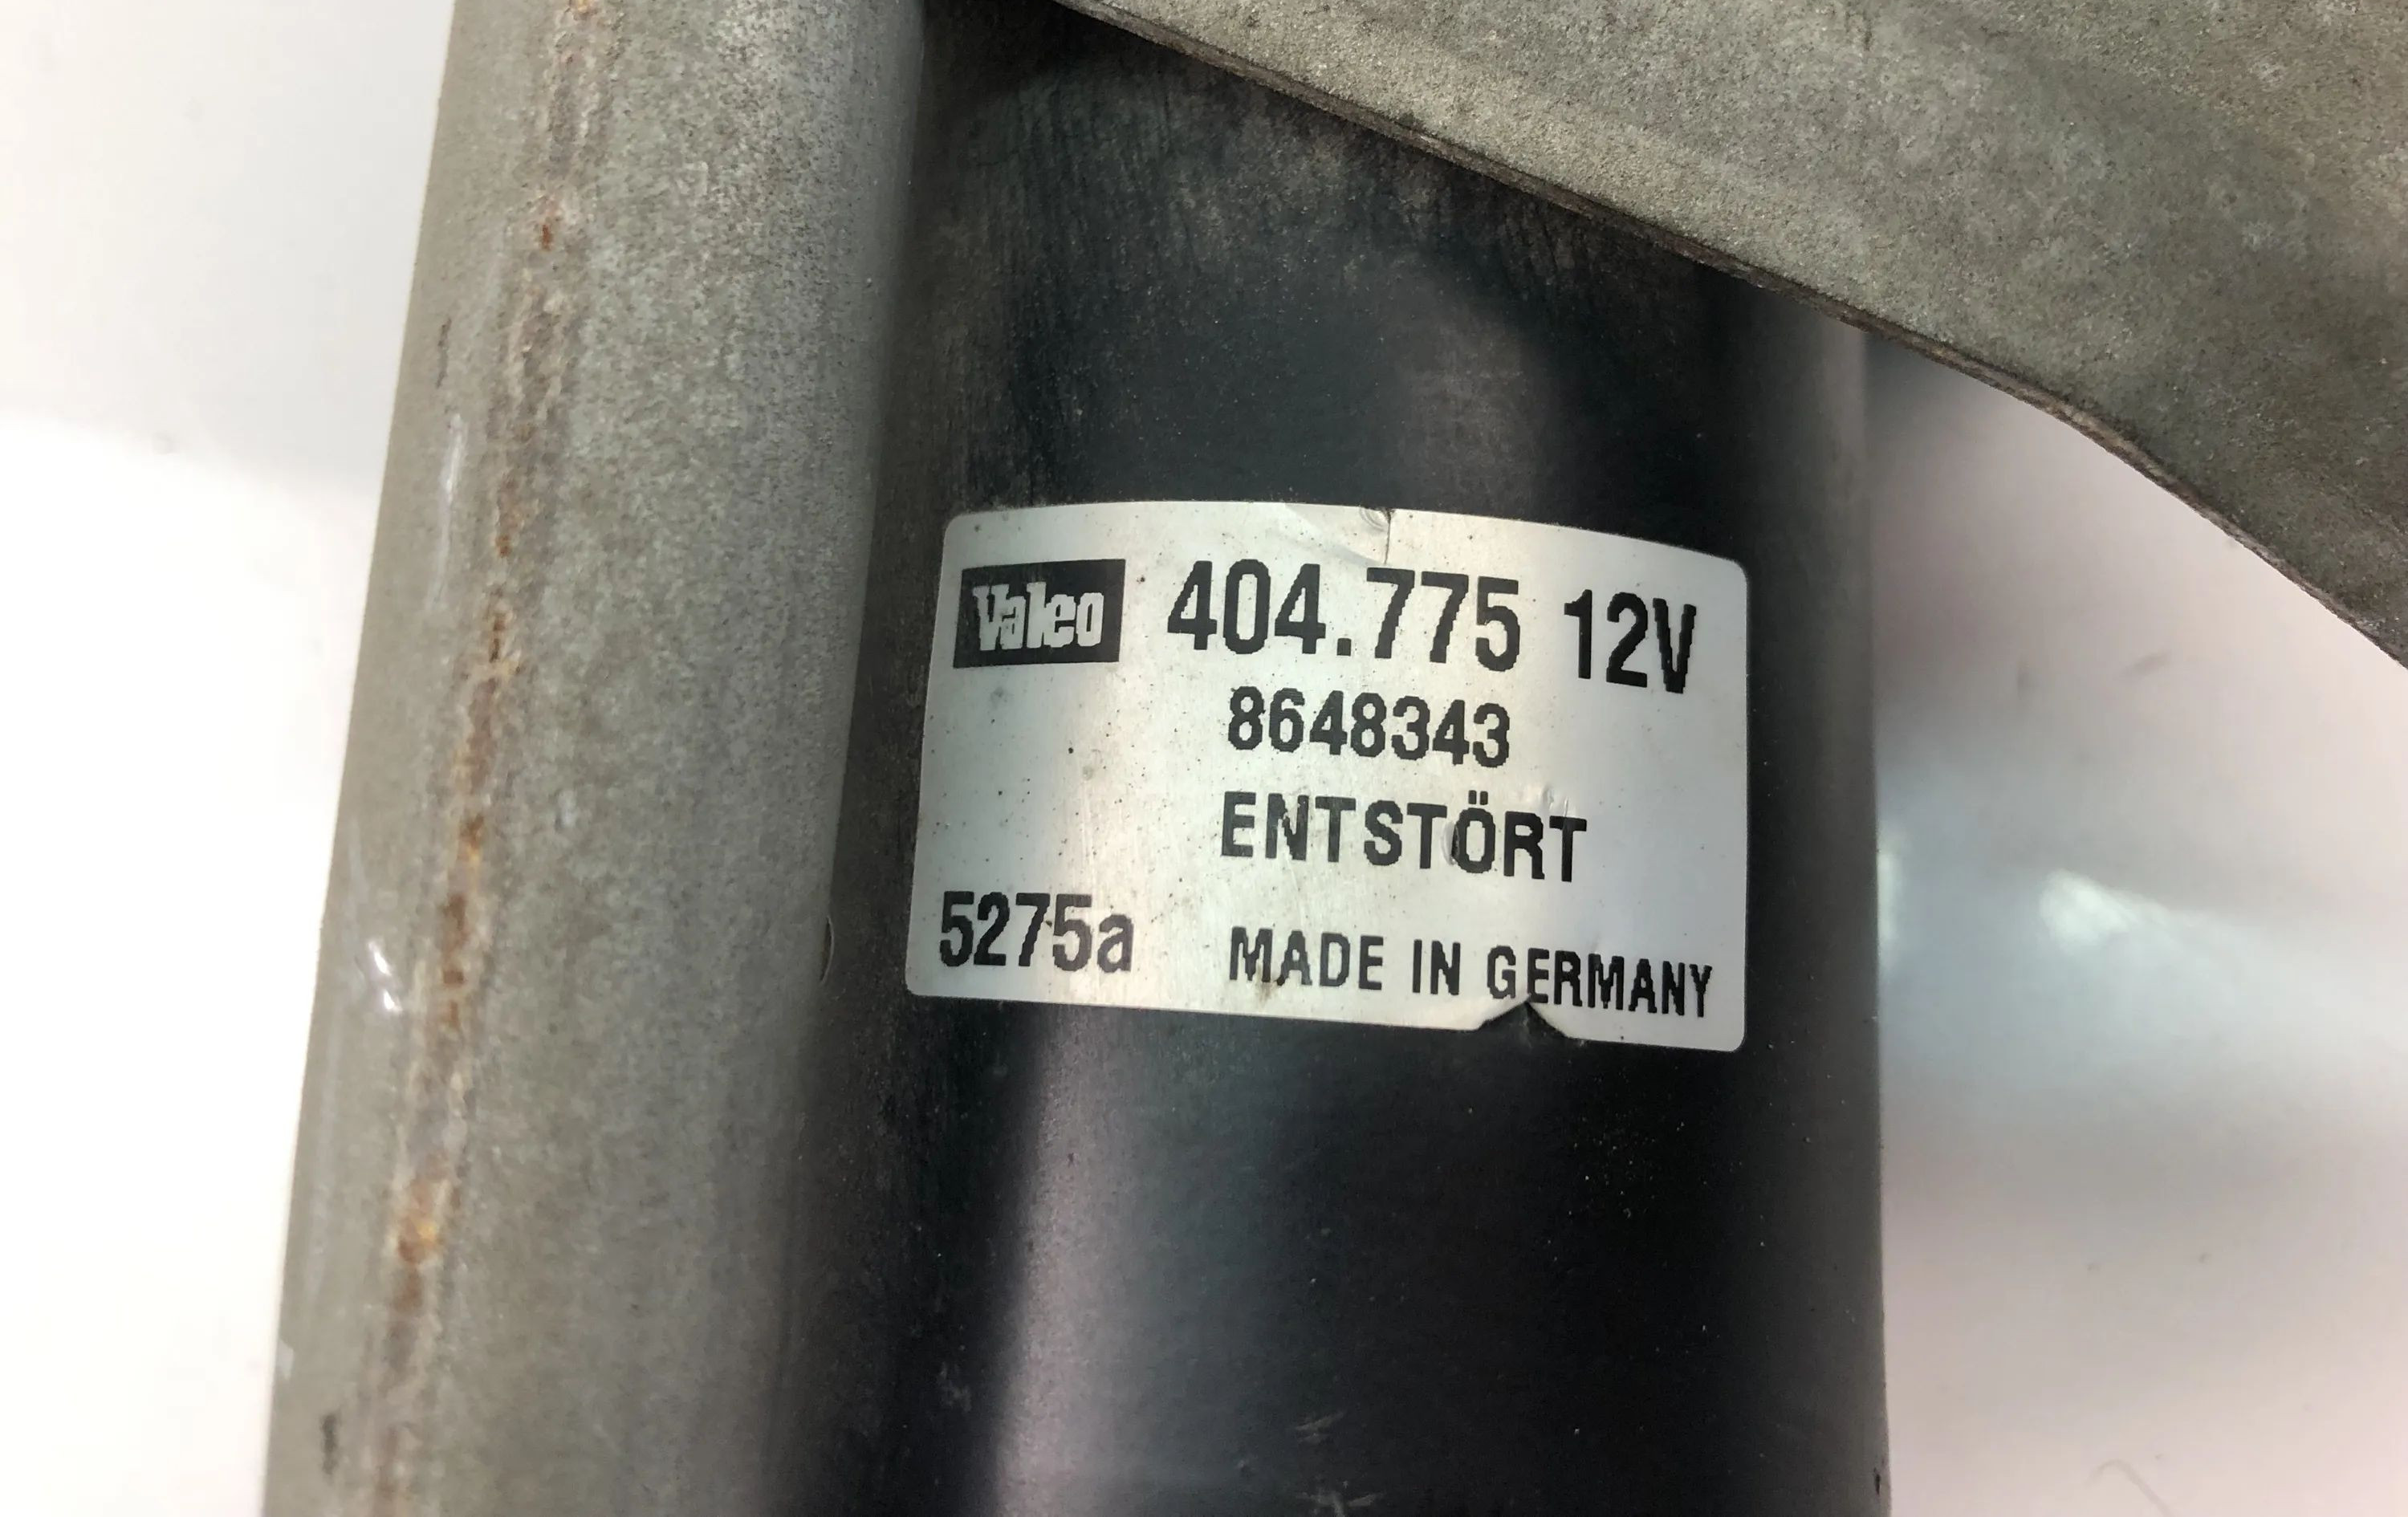 Valeo 404.775 12V
8648343
ENTSTÖRT
5275a MADE IN GERMANY